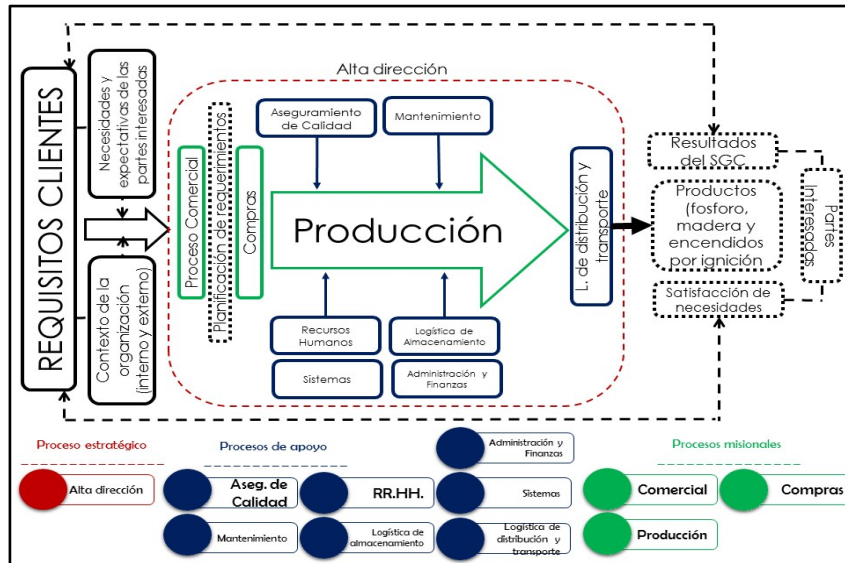 REQUISITOS CLIENTES
Necesidades y
expectativas de las
partes interesadas
Contexto de la
organización
(interno y externo)
Alta dirección
Proceso Comercial
Planificación de requerimientos
Compras
Aseguramiento
de Calidad
Mantenimiento
Producción
Recursos
Humanos
Logística de
Almacenamiento
Sistemas
Administración y
Finanzas
L. de distribución y
transporte
Resultados
del SGC
Productos
(fosforo,
madera y
encendidos
por ignición
Satisfacción de
necesidades
Partes
Interesadas
Proceso estratégico
Alta dirección
Procesos de apoyo
Aseg. de
Calidad
RR.HH.
Administración y
Finanzas
Sistemas
Mantenimiento
Logística de
almacenamiento
Logística de
distribución y
transporte
Procesos misionales
Comercial
Compras
Producción